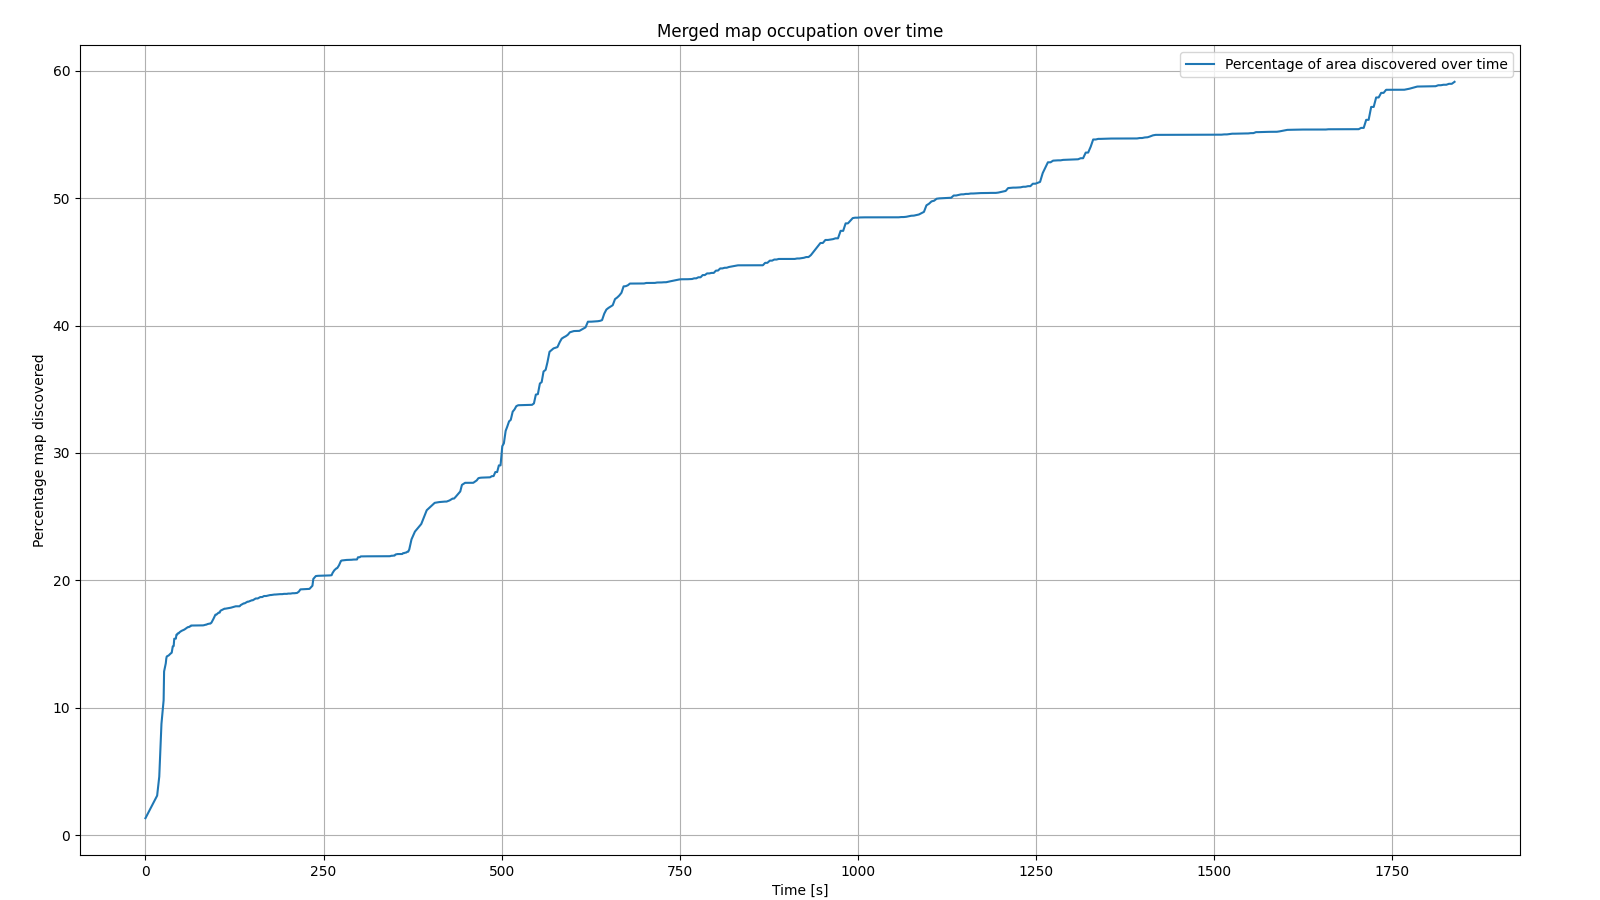 Merged map occupation over time
Percentage of area discovered over time
Percentage map discovered
60
50
40
30
20
10
0
0 250 500 750 1000 1250 1500 1750
Time [s]